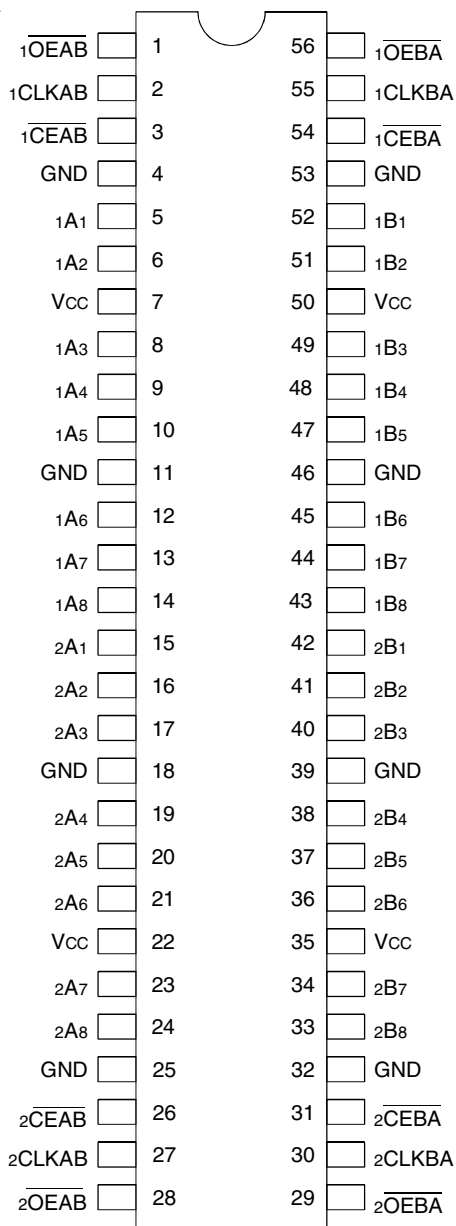 1OEAB 1 56 1OEBA
1CLKAB 2 55 1CLKBA
1CEAB 3 54 1CEBA
GND 4 53 GND
1A1 5 52 1B1
1A2 6 51 1B2
VCC 7 50 VCC
1A3 8 49 1B3
1A4 9 48 1B4
1A5 10 47 1B5
GND 11 46 GND
1A6 12 45 1B6
1A7 13 44 1B7
1A8 14 43 1B8
2A1 15 42 2B1
2A2 16 41 2B2
2A3 17 40 2B3
GND 18 39 GND
2A4 19 38 2B4
2A5 20 37 2B5
2A6 21 36 2B6
VCC 22 35 VCC
2A7 23 34 2B7
2A8 24 33 2B8
GND 25 32 GND
2CEAB 26 31 2CEBA
2CLKAB 27 30 2CLKBA
2OEAB 28 29 2OEBA